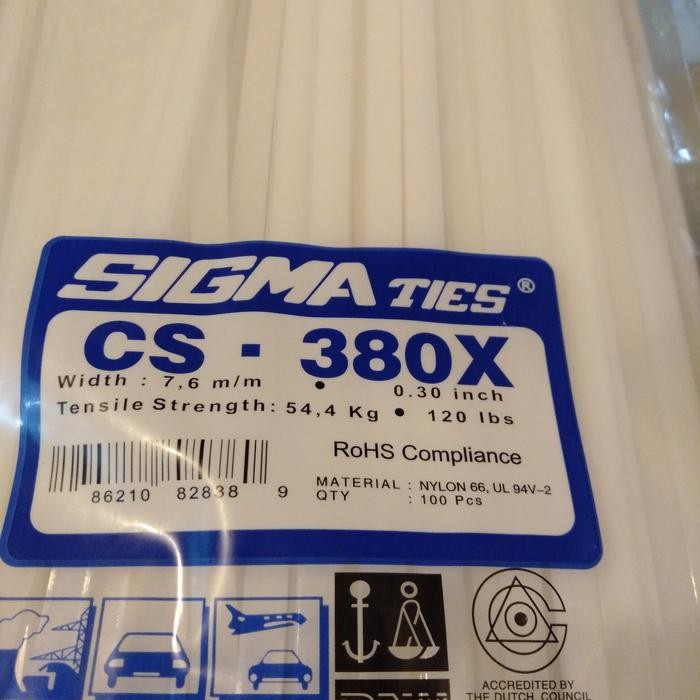 SIGMA TIES®
CS - 380X
Width : 7,6 m/m • 0.30 inch
Tensile Strength: 54,4 Kg • 120 lbs
RoHS Compliance
86210 82838 9
MATERIAL : NYLON 66, UL 94V-2
QTY : 100 Pcs
ACCREDITED BY
THE DUTCH COUNCIL